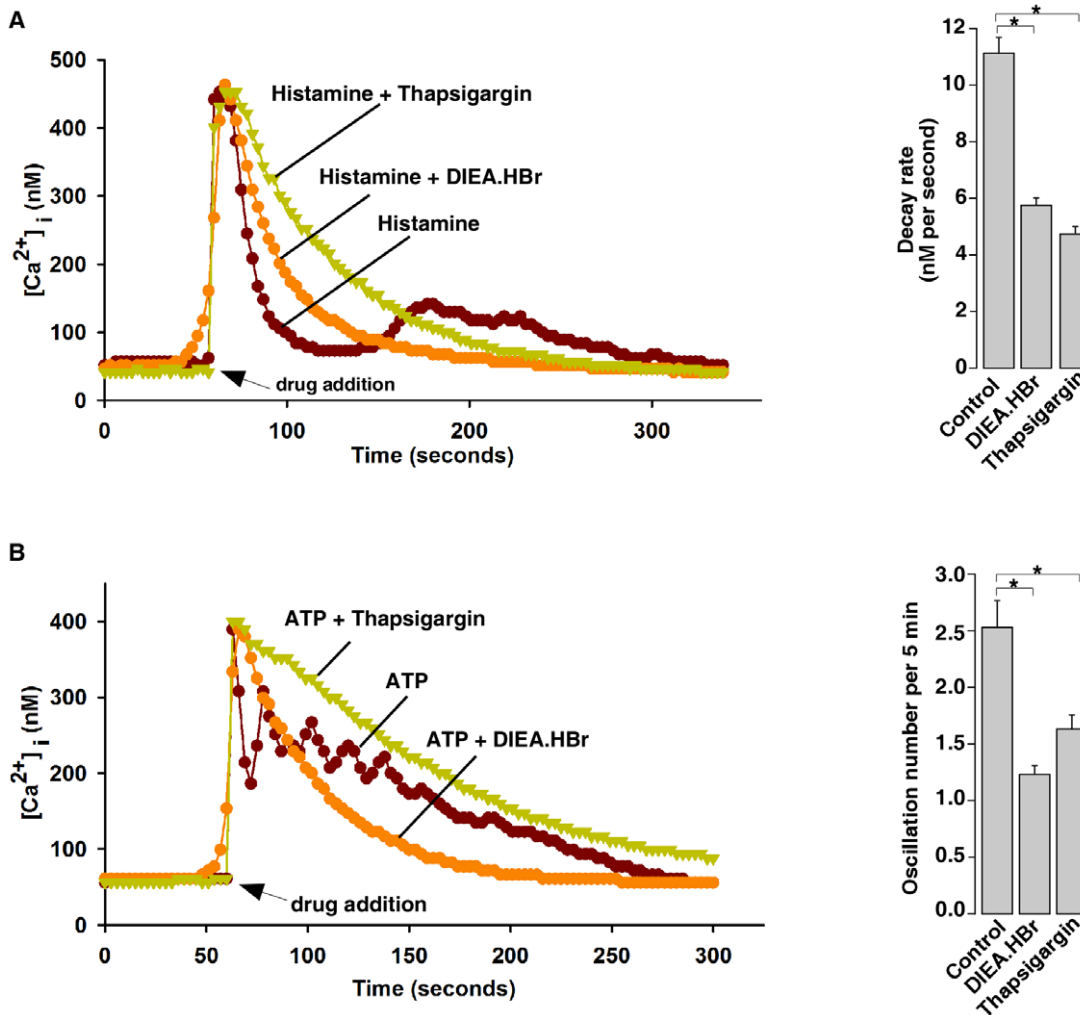 A
500
400
300
200
100
0
[Ca2+] i (nM)
Histamine + Thapsigargin
Histamine + DIEA.HBr
Histamine
drug addition
0 100 200 300
Time (seconds)
12
10
8
6
4
2
0
Decay rate
(nM per second)
* *
Control
DIEA.HBr
Thapsigargin
B
400
300
200
100
0
[Ca2+] i (nM)
ATP + Thapsigargin
ATP
ATP + DIEA.HBr
drug addition
0 50 100 150 200 250 300
Time (seconds)
3.0
2.5
2.0
1.5
1.0
0.5
0.0
Oscillation number per 5 min
* *
Control
DIEA.HBr
Thapsigargin